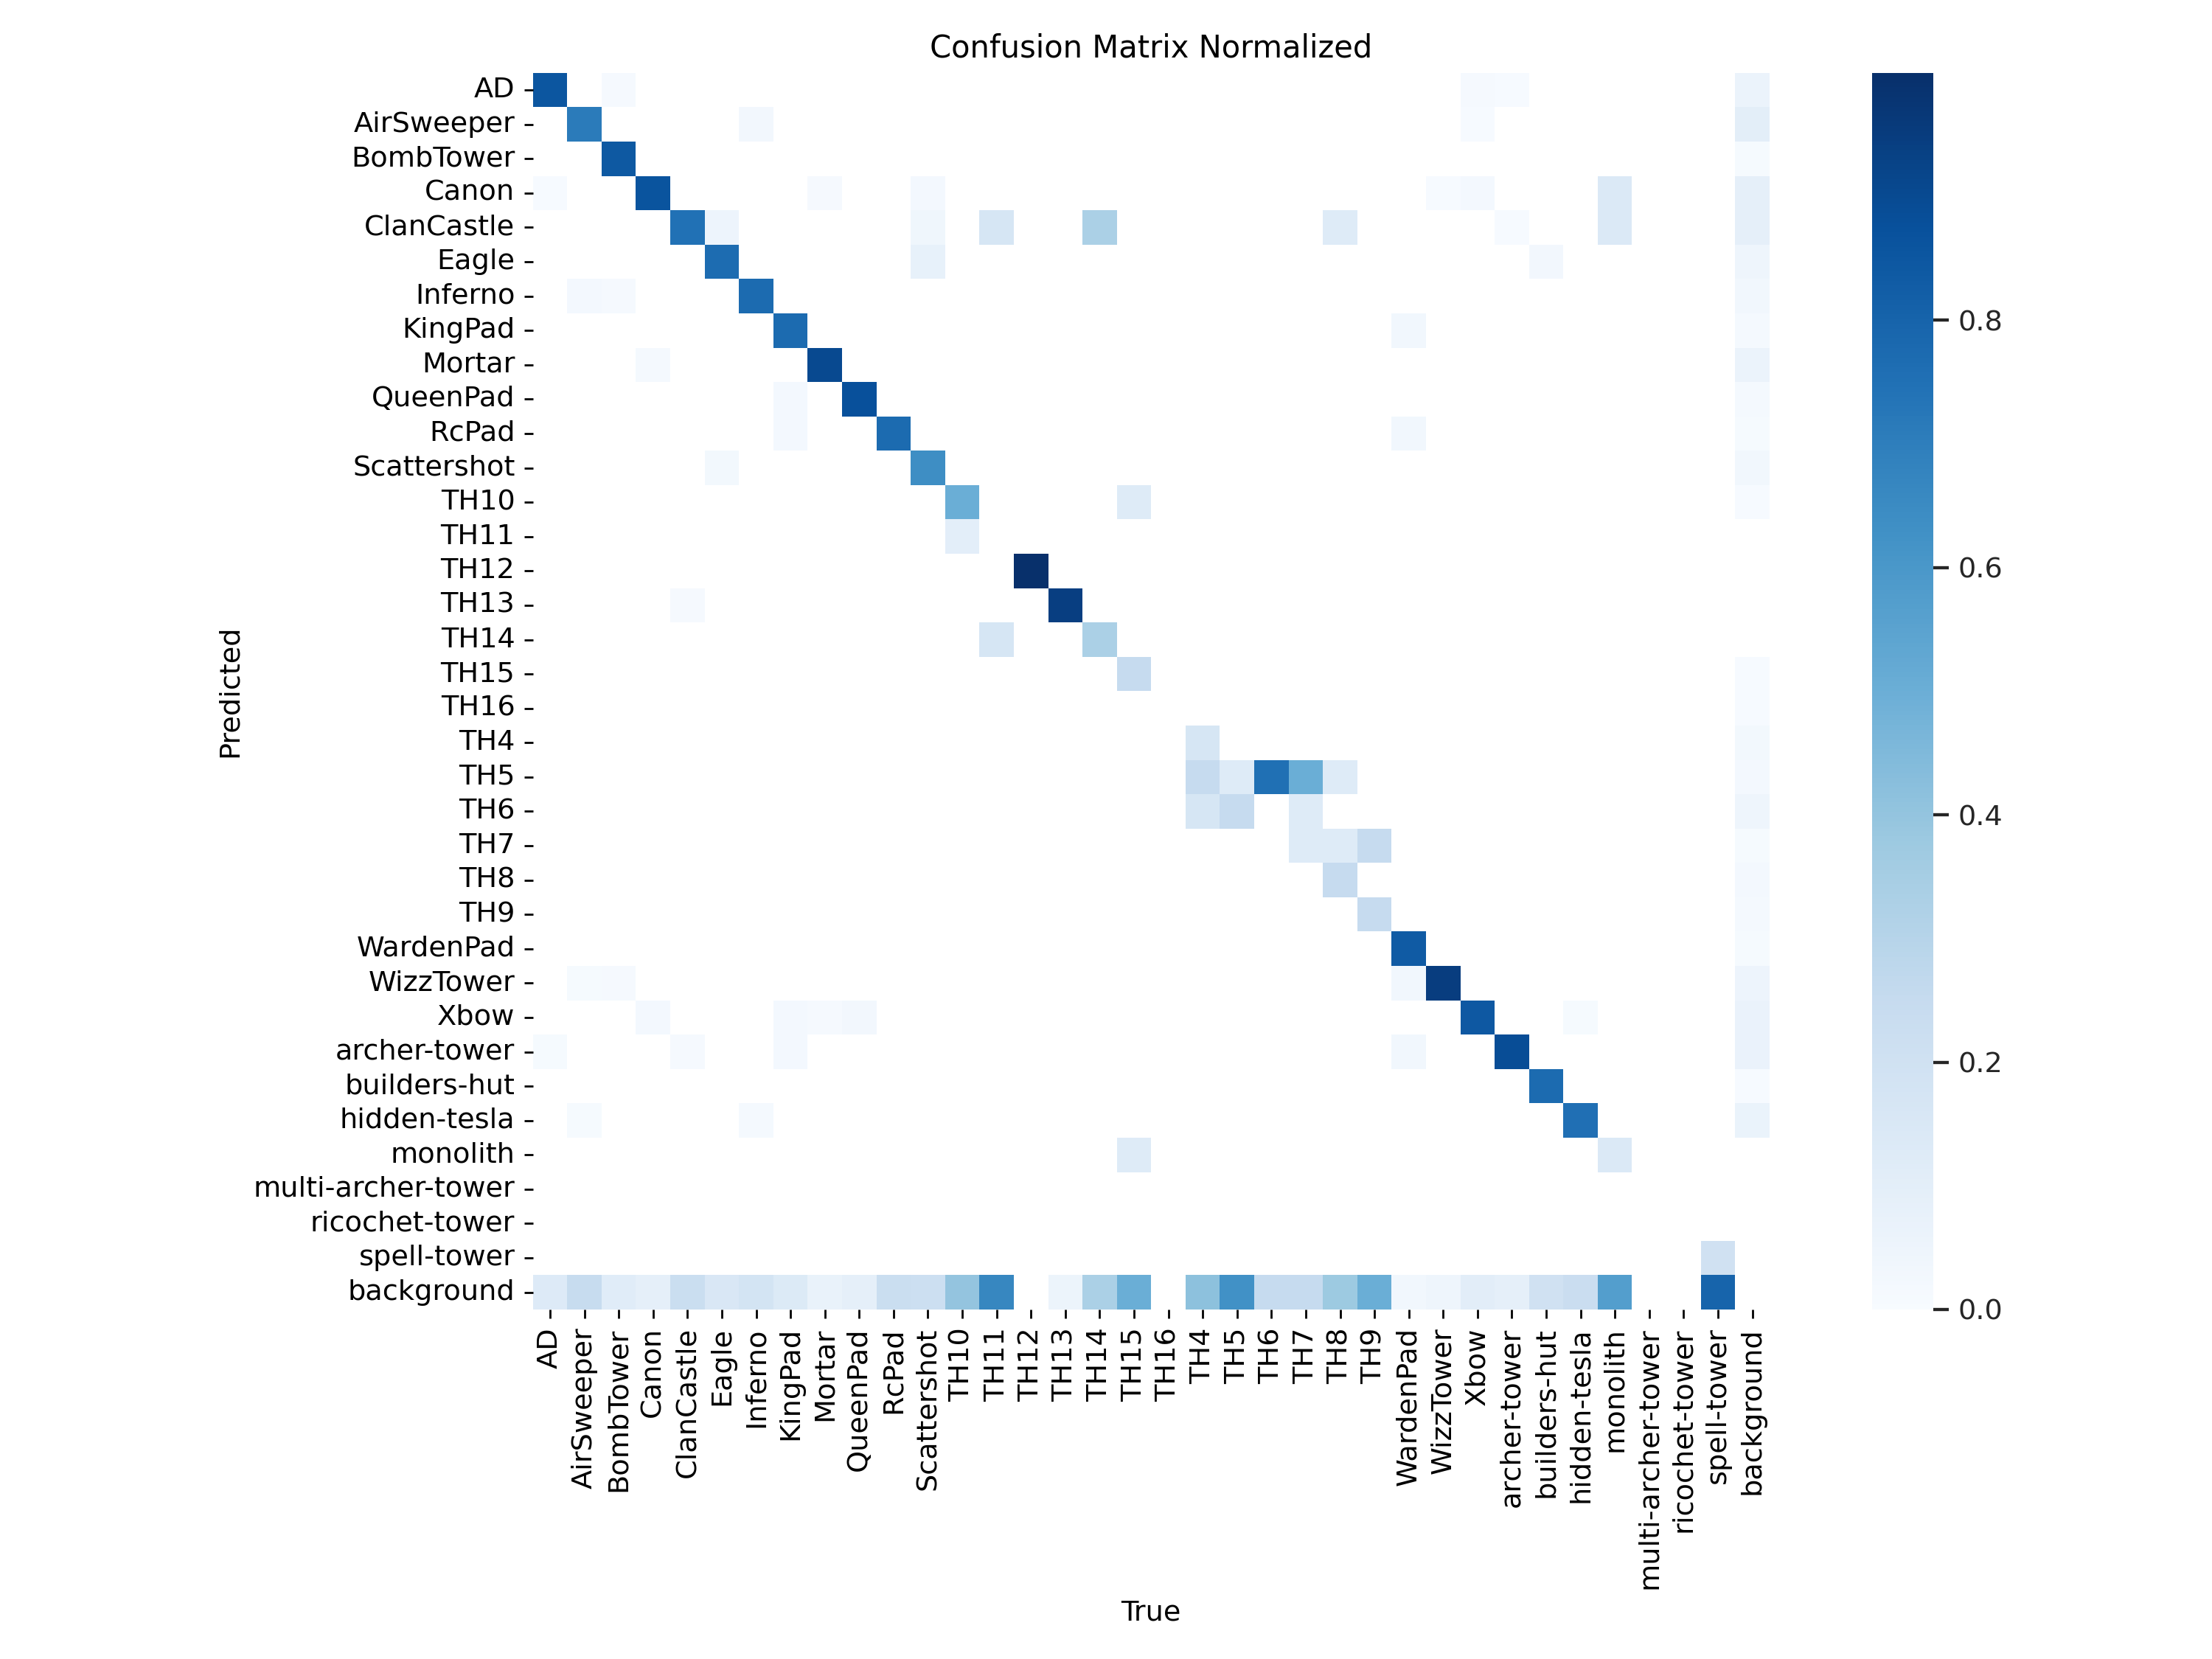 Confusion Matrix Normalized
AD
AirSweeper
BombTower
Canon
ClanCastle
Eagle
Inferno
KingPad
Mortar
QueenPad
RcPad
Scattershot
TH10
TH11
TH12
TH13
TH14
TH15
TH16
TH4
TH5
TH6
TH7
TH8
TH9
WardenPad
WizzTower
Xbow
archer-tower
builders-hut
hidden-tesla
monolith
multi-archer-tower
ricochet-tower
spell-tower
background
Predicted
AD
AirSweeper
BombTower
Canon
ClanCastle
Eagle
Inferno
KingPad
Mortar
QueenPad
RcPad
Scattershot
TH10
TH11
TH12
TH13
TH14
TH15
TH16
TH4
TH5
TH6
TH7
TH8
TH9
WardenPad
WizzTower
Xbow
archer-tower
builders-hut
hidden-tesla
monolith
multi-archer-tower
ricochet-tower
spell-tower
background
True
0.8
0.6
0.4
0.2
0.0